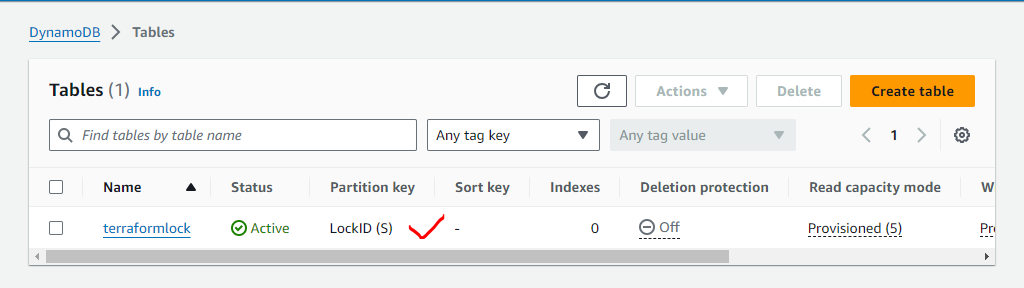 DynamoDB > Tables
Tables (1) Info
Actions Delete Create table
Find tables by table name Any tag key Any tag value 1
Name Status Partition key Sort key Indexes Deletion protection Read capacity mode W
terraformlock Active LockID (S) - 0 Off Provisioned (5) Pro